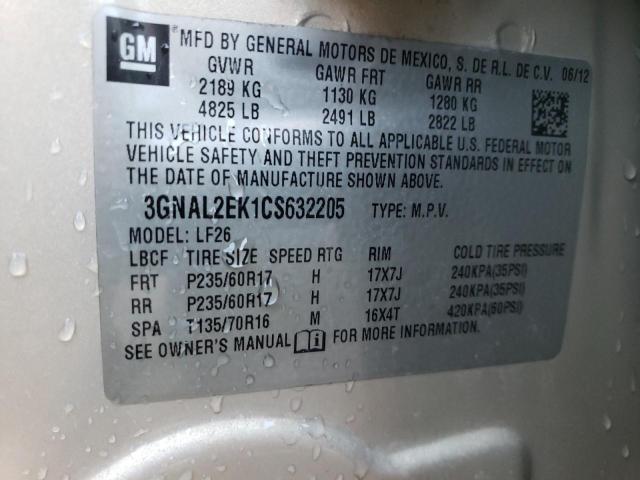 GM
MFD BY GENERAL MOTORS DE MEXICO, S. DE R.L. DE C.V. 06/12
GVWR GAWR FRT GAWR RR
2189 KG 1130 KG 1280 KG
4825 LB 2491 LB 2822 LB
THIS VEHICLE CONFORMS TO ALL APPLICABLE U.S. FEDERAL MOTOR
VEHICLE SAFETY AND THEFT PREVENTION STANDARDS IN EFFECT ON
THE DATE OF MANUFACTURE SHOWN ABOVE.
3GNAL2EK1CS632205 TYPE: M.P.V.
MODEL: LF26
LBCF TIRE SIZE SPEED RTG RIM COLD TIRE PRESSURE
FRT P235/60R17 H 17X7J 240KPA(35PSI)
RR P235/60R17 H 17X7J 240KPA(35PSI)
SPA T135/70R16 M 16X4T 420KPA(60PSI)
SEE OWNER'S MANUAL i FOR MORE INFORMATION.